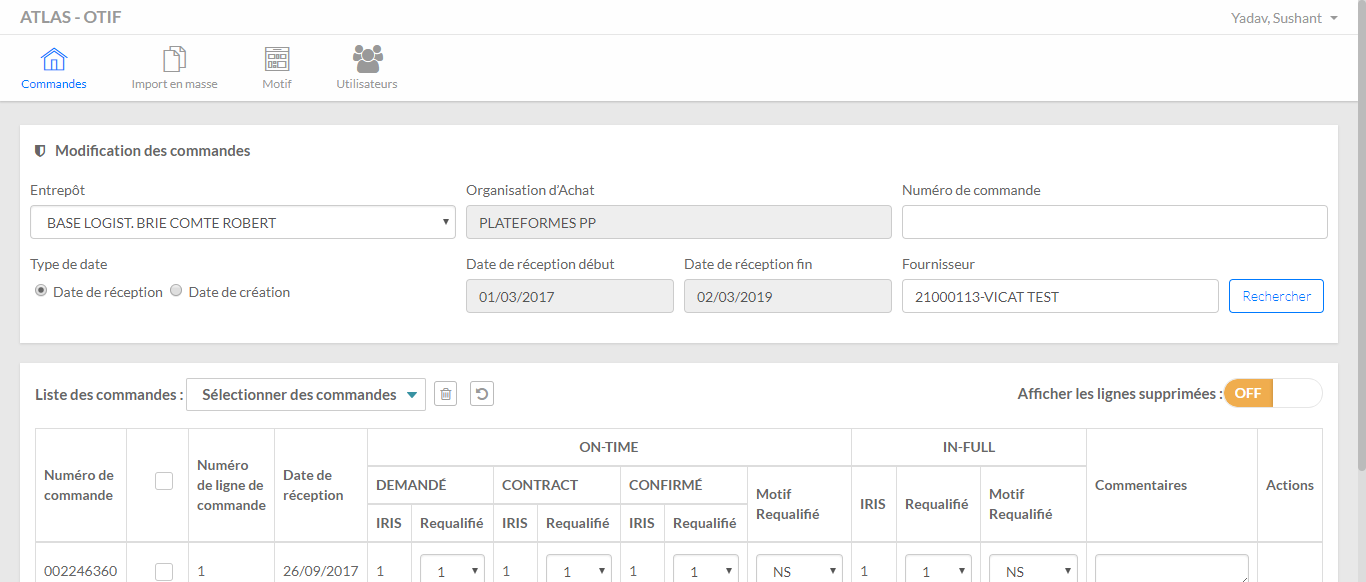 ATLAS - OTIF
Yadav, Sushant
Commandes Import en masse Motif Utilisateurs
Modification des commandes
Entrepôt Organisation d'Achat Numéro de commande
BASE LOGIST. BRIE COMTE ROBERT PLATEFORMES PP
Type de date Date de réception début Date de réception fin Fournisseur
Date de réception Date de création 01/03/2017 02/03/2019 21000113-VICAT TEST Rechercher
Liste des commandes : Sélectionner des commandes Afficher les lignes supprimées : OFF
Numéro de commande
Numéro de ligne de commande
Date de réception
ON-TIME
IN-FULL
DEMANDÉ CONTRACT CONFIRMÉ
Motif Requalifié
IRIS Requalifié IRIS Requalifié IRIS Requalifié
IRIS Requalifié
Motif Requalifié
Commentaires
Actions
002246360 1 26/09/2017 1 1 1 1 1 1 NS 1 1 NS